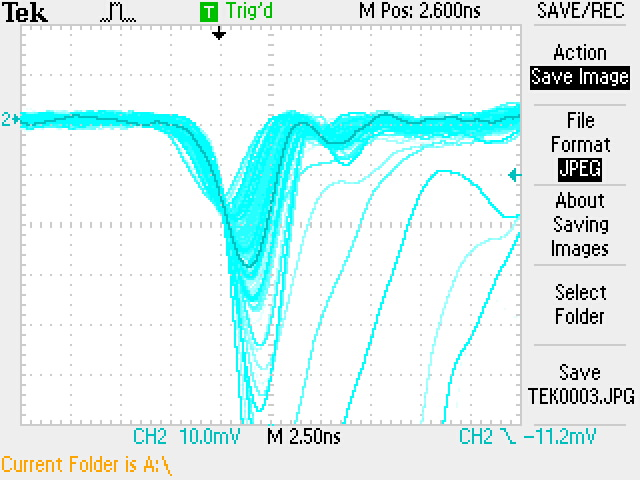 Tek T Trig'd M Pos: 2.600ns SAVE/REC
Action
Save Image
File
Format
JPEG
About
Saving
Images
Select
Folder
Save
TEK0003.JPG
2
CH2 10.0mV M 2.50ns CH2 -11.2mV
Current Folder is A:\